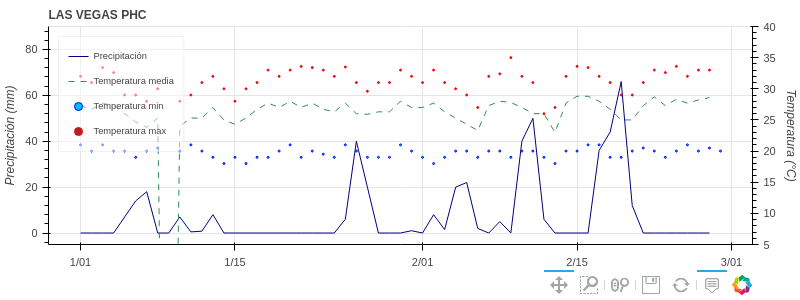 LAS VEGAS PHC
Precipitación
Temperatura media
Temperatura min
Temperatura max
Precipitación (mm)
80
60
40
20
0
Temperatura (°C)
40
35
30
25
20
15
10
5
1/01
1/15
2/01
2/15
3/01